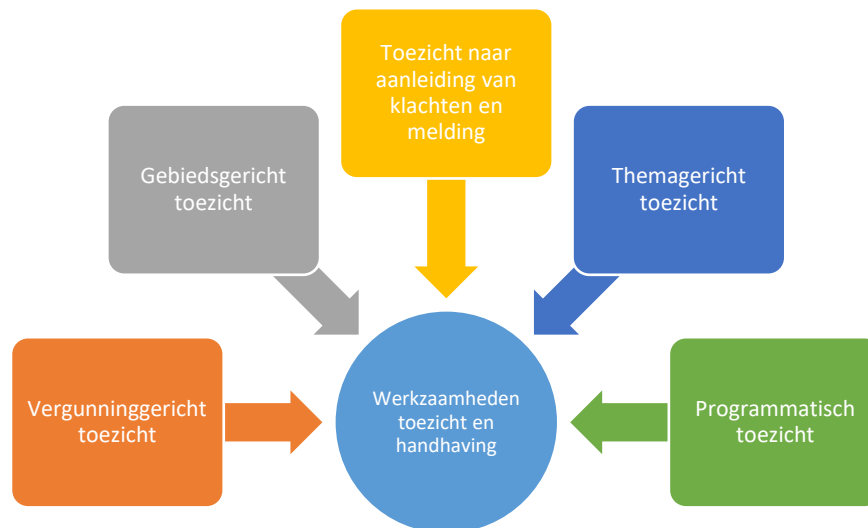 Toezicht naar
aanleiding van
klachten en
melding
Gebiedsgericht
toezicht
Themagericht
toezicht
Vergunninggericht
toezicht
Werkzaamheden
toezicht en
handhaving
Programmatisch
toezicht